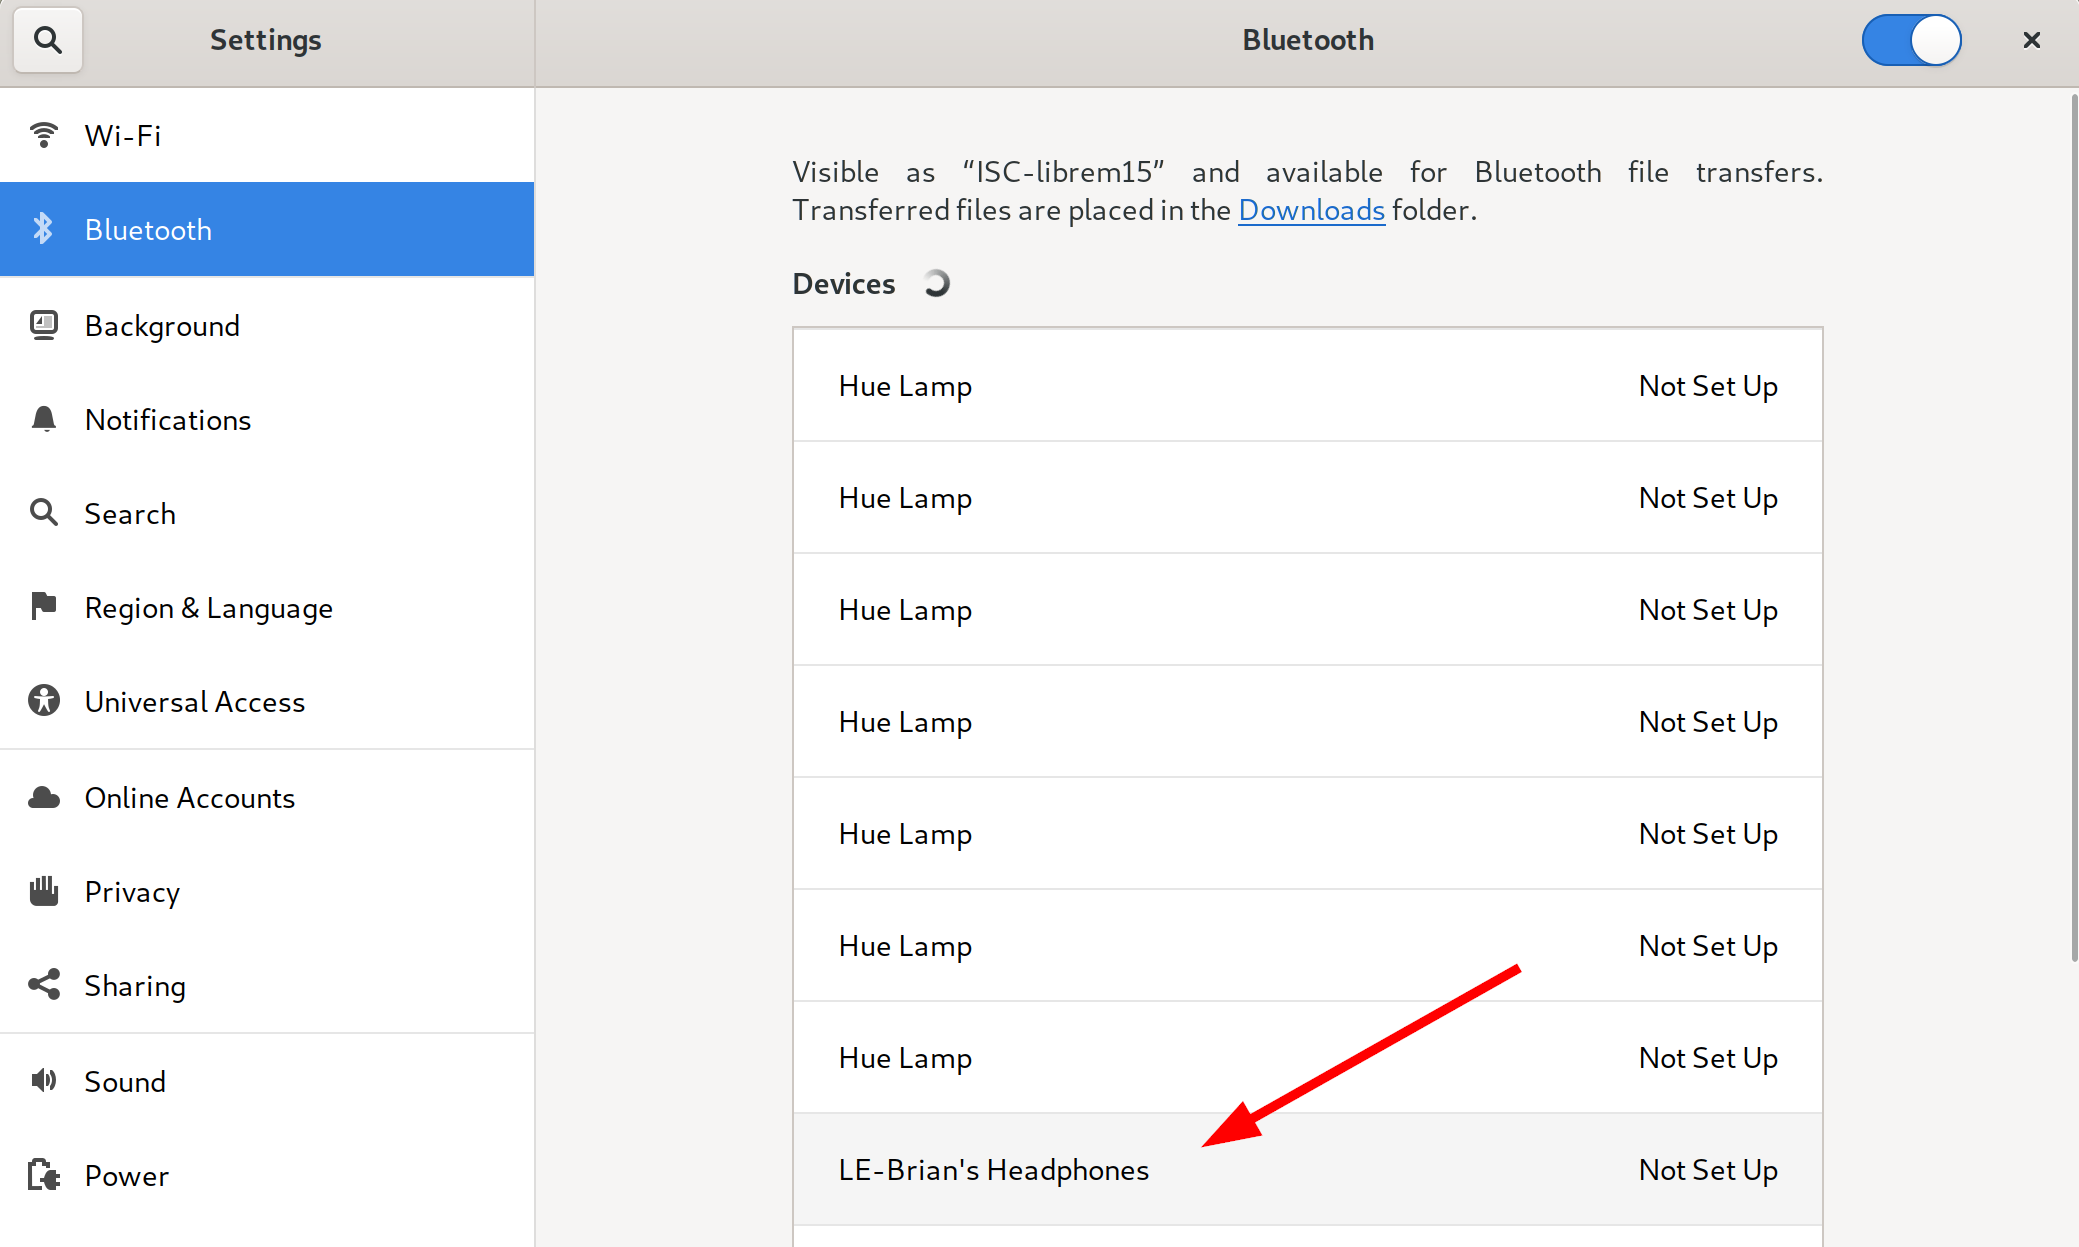 Settings
Bluetooth
Wi-Fi
Bluetooth
Background
Notifications
Search
Region & Language
Universal Access
Online Accounts
Privacy
Sharing
Sound
Power
Visible as “ISC-librem15” and available for Bluetooth file transfers.
Transferred files are placed in the Downloads folder.
Devices
Hue Lamp Not Set Up
Hue Lamp Not Set Up
Hue Lamp Not Set Up
Hue Lamp Not Set Up
Hue Lamp Not Set Up
Hue Lamp Not Set Up
Hue Lamp Not Set Up
LE-Brian's Headphones Not Set Up